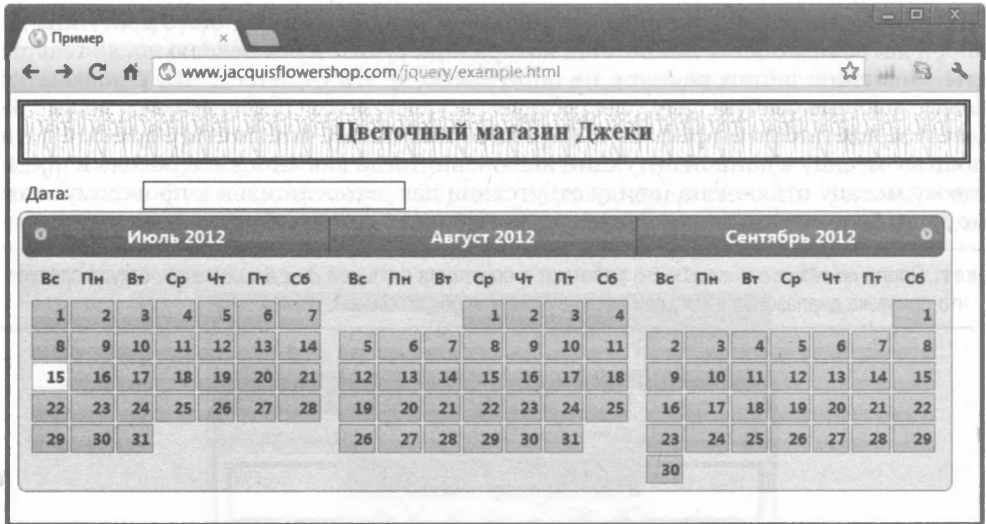 Пример
www.jacquisflowershop.com/jquery/example.html
Цветочный магазин Джеки
Дата:
Июль 2012 Август 2012 Сентябрь 2012
Вс Пн Вт Ср Чт Пт Сб Вс Пн Вт Ср Чт Пт Сб Вс Пн Вт Ср Чт Пт Сб
1 2 3 4 5 6 7 1 2 3 4 1
8 9 10 11 12 13 14 5 6 7 8 9 10 11 2 3 4 5 6 7 8
15 16 17 18 19 20 21 12 13 14 15 16 17 18 9 10 11 12 13 14 15
22 23 24 25 26 27 28 19 20 21 22 23 24 25 16 17 18 19 20 21 22
29 30 31 26 27 28 29 30 31 23 24 25 26 27 28 29
30